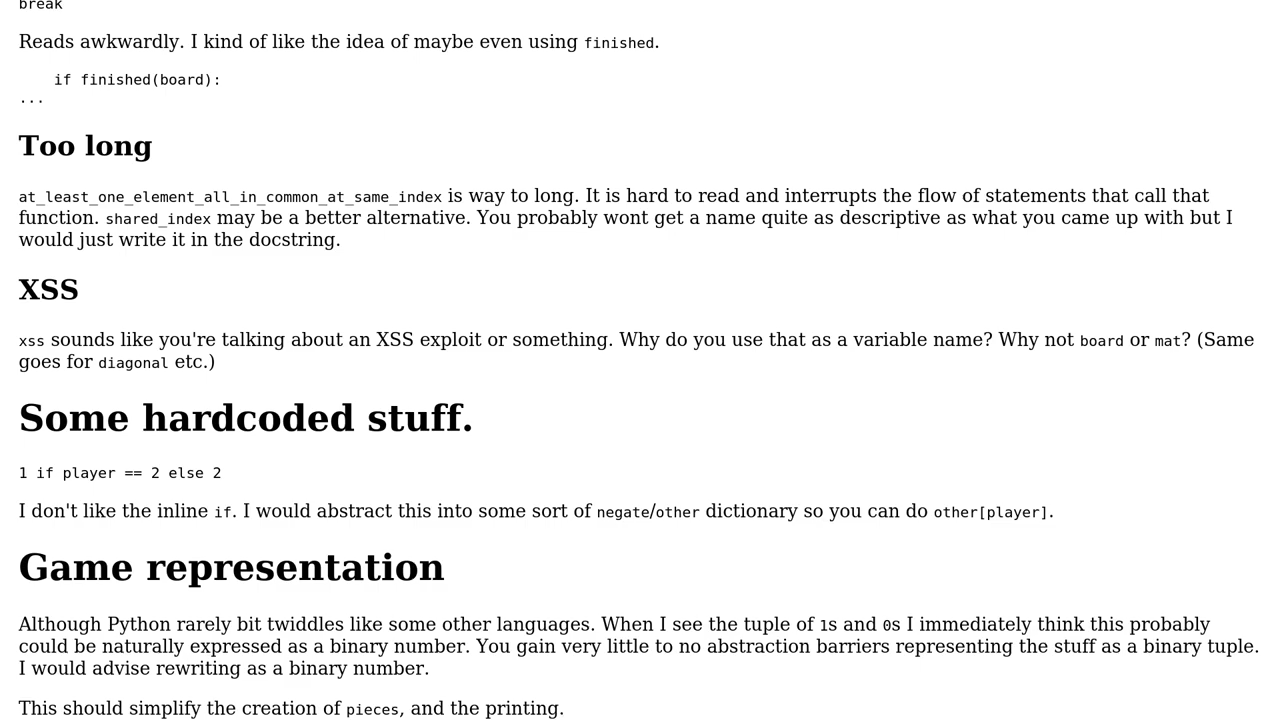 break
Reads awkwardly. I kind of like the idea of maybe even using finished.
if finished(board):
...
Too long
at_least_one_element_all_in_common_at_same_index is way to long. It is hard to read and interrupts the flow of statements that call that
function. shared_index may be a better alternative. You probably wont get a name quite as descriptive as what you came up with but I
would just write it in the docstring.
XSS
xss sounds like you're talking about an XSS exploit or something. Why do you use that as a variable name? Why not board or mat? (Same
goes for diagonal etc.)
Some hardcoded stuff.
1 if player == 2 else 2
I don't like the inline if. I would abstract this into some sort of negate/other dictionary so you can do other[player].
Game representation
Although Python rarely bit twiddles like some other languages. When I see the tuple of 1s and 0s I immediately think this probably
could be naturally expressed as a binary number. You gain very little to no abstraction barriers representing the stuff as a binary tuple.
I would advise rewriting as a binary number.
This should simplify the creation of pieces, and the printing.